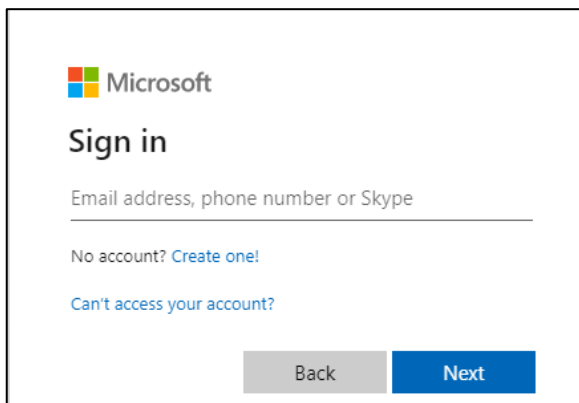 Microsoft
Sign in
Email address, phone number or Skype
No account? Create one!
Can't access your account?
Back
Next